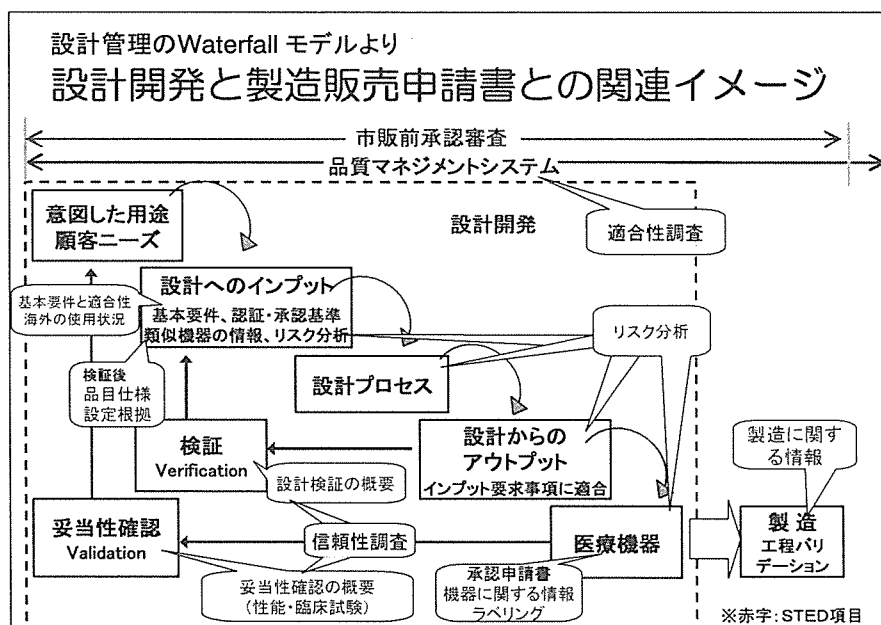 設計管理のWaterfall モデルより
設計開発と製造販売申請書との関連イメージ
市販前承認審査
品質マネジメントシステム
意図した用途
顧客ニーズ
設計開発
適合性調査
設計へのインプット
基本要件、認証・承認基準
類似機器の情報、リスク分析
基本要件と適合性
海外の使用状況
リスク分析
検証後
品目仕様
設定根拠
設計プロセス
検証
Verification
設計からの
アウトプット
インプット要求事項に適合
製造に関す
る情報
設計検証の概要
妥当性確認
Validation
信頼性調査
医療機器
製 造
工程バリ
デーション
妥当性確認の概要
(性能・臨床試験)
承認申請書
機器に関する情報
ラベリング
※赤字:STED項目